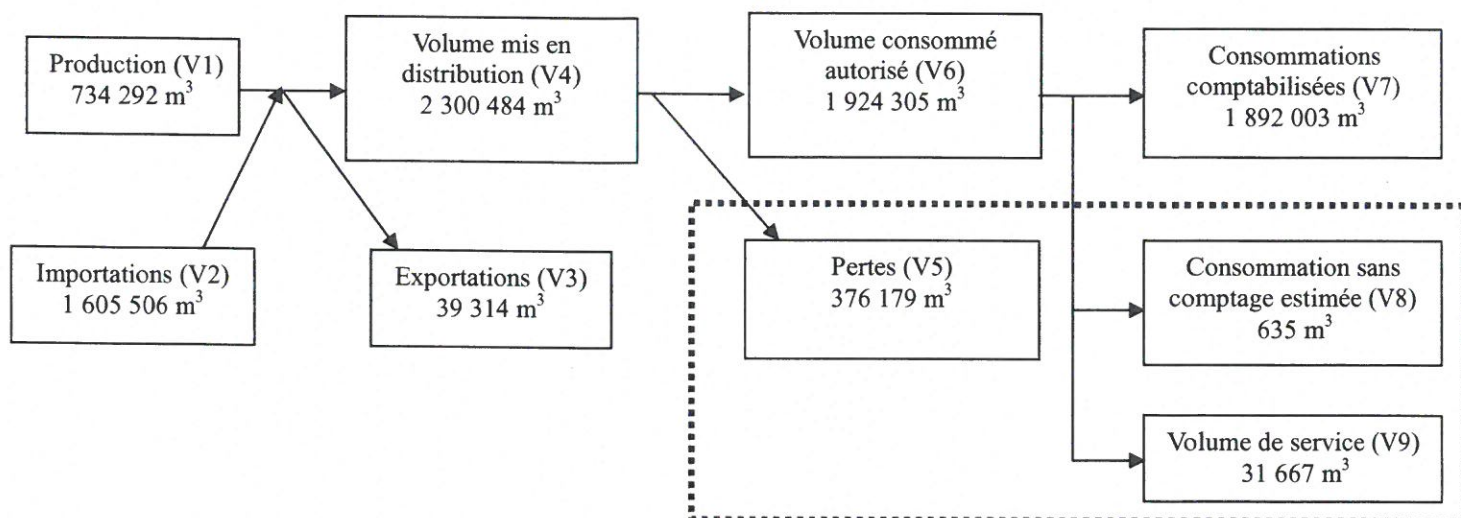 Production (V1)
734 292 m³
Volume mis en
distribution (V4)
2 300 484 m³
Volume consommé
autorisé (V6)
1 924 305 m³
Consommations
comptabilisées (V7)
1 892 003 m³
Importations (V2)
1 605 506 m³
Exportations (V3)
39 314 m³
Pertes (V5)
376 179 m³
Consommation sans
comptage estimée (V8)
635 m³
Volume de service (V9)
31 667 m³